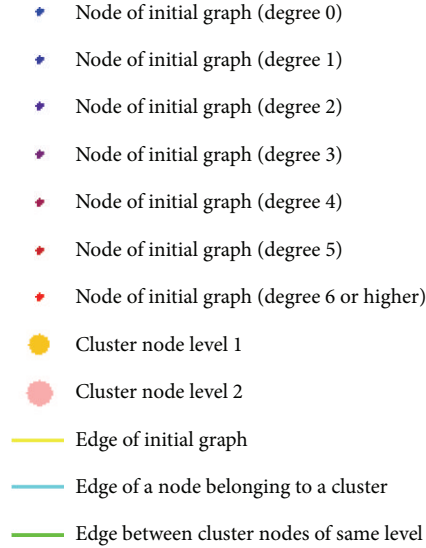 Node of initial graph (degree 0)
Node of initial graph (degree 1)
Node of initial graph (degree 2)
Node of initial graph (degree 3)
Node of initial graph (degree 4)
Node of initial graph (degree 5)
Node of initial graph (degree 6 or higher)
Cluster node level 1
Cluster node level 2
Edge of initial graph
Edge of a node belonging to a cluster
Edge between cluster nodes of same level